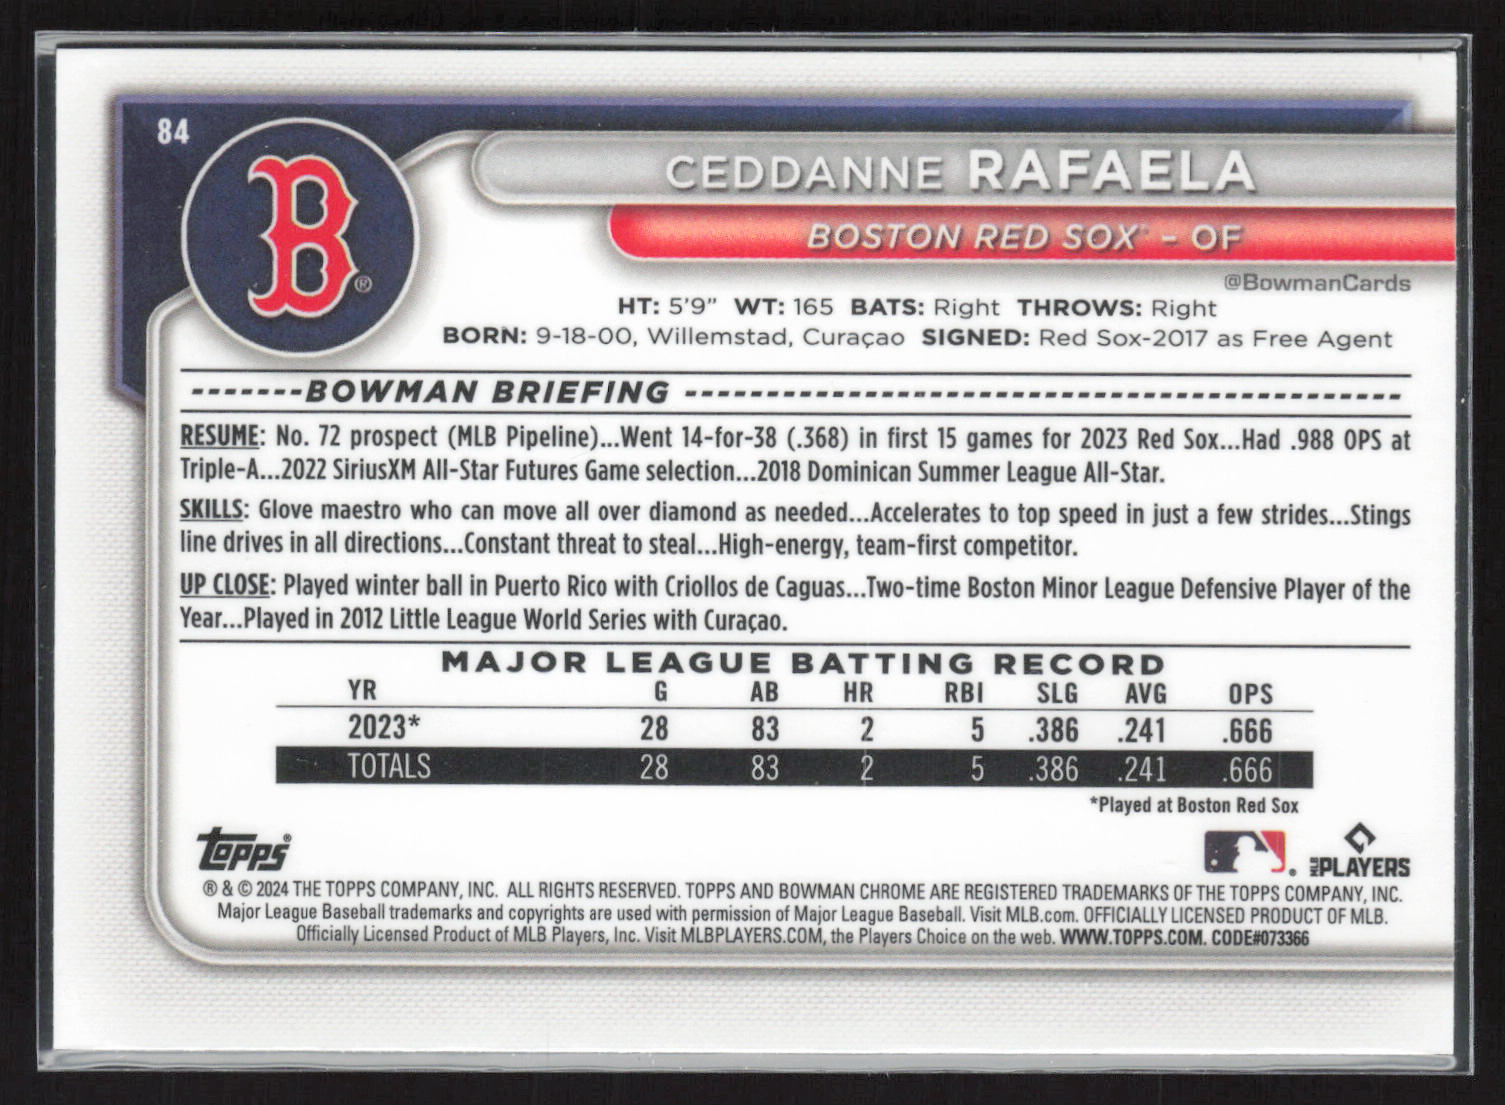 84
B
®
CEDDANNE RAFAELA
BOSTON RED SOX - OF
@BowmanCards
HT: 5'9" WT: 165 BATS: Right THROWS: Right
BORN: 9-18-00, Willemstad, Curaçao SIGNED: Red Sox-2017 as Free Agent
-------BOWMAN BRIEFING --------------------------------------------
RESUME: No. 72 prospect (MLB Pipeline)...Went 14-for-38 (.368) in first 15 games for 2023 Red Sox...Had .988 OPS at
Triple-A...2022 SiriusXM All-Star Futures Game selection...2018 Dominican Summer League All-Star.
SKILLS: Glove maestro who can move all over diamond as needed...Accelerates to top speed in just a few strides...Stings
line drives in all directions...Constant threat to steal...High-energy, team-first competitor.
UP CLOSE: Played winter ball in Puerto Rico with Criollos de Caguas...Two-time Boston Minor League Defensive Player of the
Year...Played in 2012 Little League World Series with Curaçao.
MAJOR LEAGUE BATTING RECORD
YR G AB HR RBI SLG AVG OPS
2023* 28 83 2 5 .386 .241 .666
TOTALS 28 83 2 5 .386 .241 .666
*Played at Boston Red Sox
Topps®
MLB PLAYERS
® & © 2024 THE TOPPS COMPANY, INC. ALL RIGHTS RESERVED. TOPPS AND BOWMAN CHROME ARE REGISTERED TRADEMARKS OF THE TOPPS COMPANY, INC.
Major League Baseball trademarks and copyrights are used with permission of Major League Baseball. Visit MLB.com. OFFICIALLY LICENSED PRODUCT OF MLB.
Officially Licensed Product of MLB Players, Inc. Visit MLBPLAYERS.COM, the Players Choice on the web. WWW.TOPPS.COM. CODE#073366